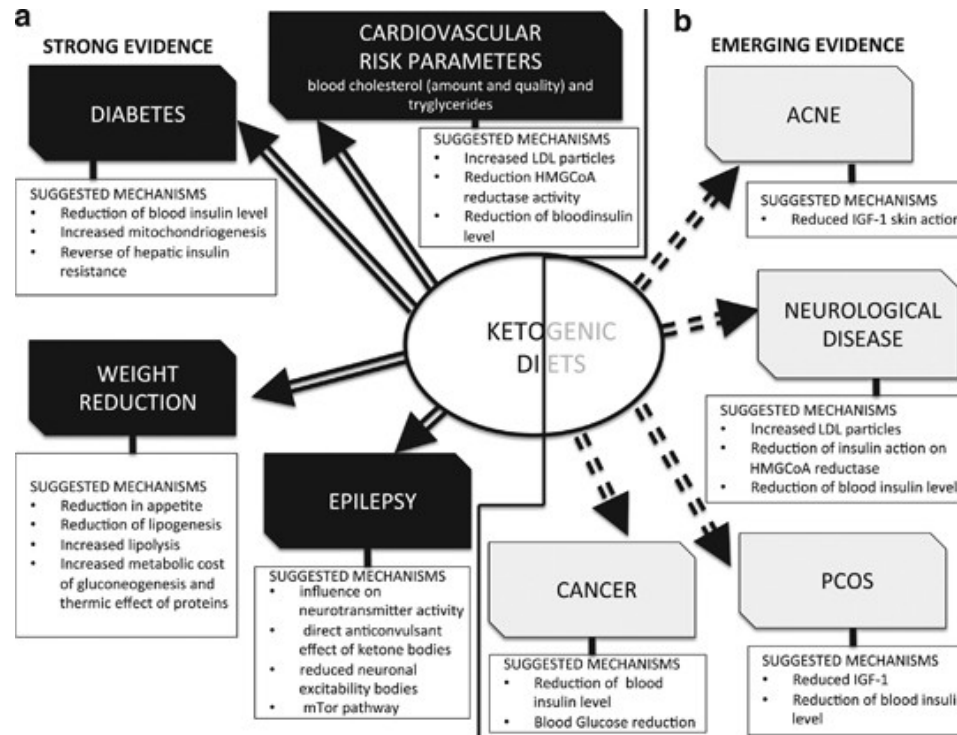 a
STRONG EVIDENCE
DIABETES
SUGGESTED MECHANISMS
• Reduction of blood insulin level
• Increased mitochondriogenesis
• Reverse of hepatic insulin
resistance
CARDIOVASCULAR
RISK PARAMETERS
blood cholesterol (amount and quality) and
tryglycerides
SUGGESTED MECHANISMS
• Increased LDL particles
• Reduction HMGCoA
reductase activity
• Reduction of bloodinsulin
level
WEIGHT
REDUCTION
SUGGESTED MECHANISMS
• Reduction in appetite
• Reduction of lipogenesis
• Increased lipolysis
• Increased metabolic cost
of gluconeogenesis and
thermic effect of proteins
EPILEPSY
SUGGESTED MECHANISMS
• influence on
neurotransmitter activity
• direct anticonvulsant
effect of ketone bodies
• reduced neuronal
excitability bodies
• mTor pathway
KETOGENIC
DIETS
b
EMERGING EVIDENCE
ACNE
SUGGESTED MECHANISMS
• Reduced IGF-1 skin action
NEUROLOGICAL
DISEASE
SUGGESTED MECHANISMS
• Increased LDL particles
• Reduction of insulin action on
HMGCoA reductase
• Reduction of blood insulin level
CANCER
SUGGESTED MECHANISMS
• Reduction of blood
insulin level
• Blood Glucose reduction
PCOS
SUGGESTED MECHANISMS
• Reduced IGF-1
• Reduction of blood insulin
level